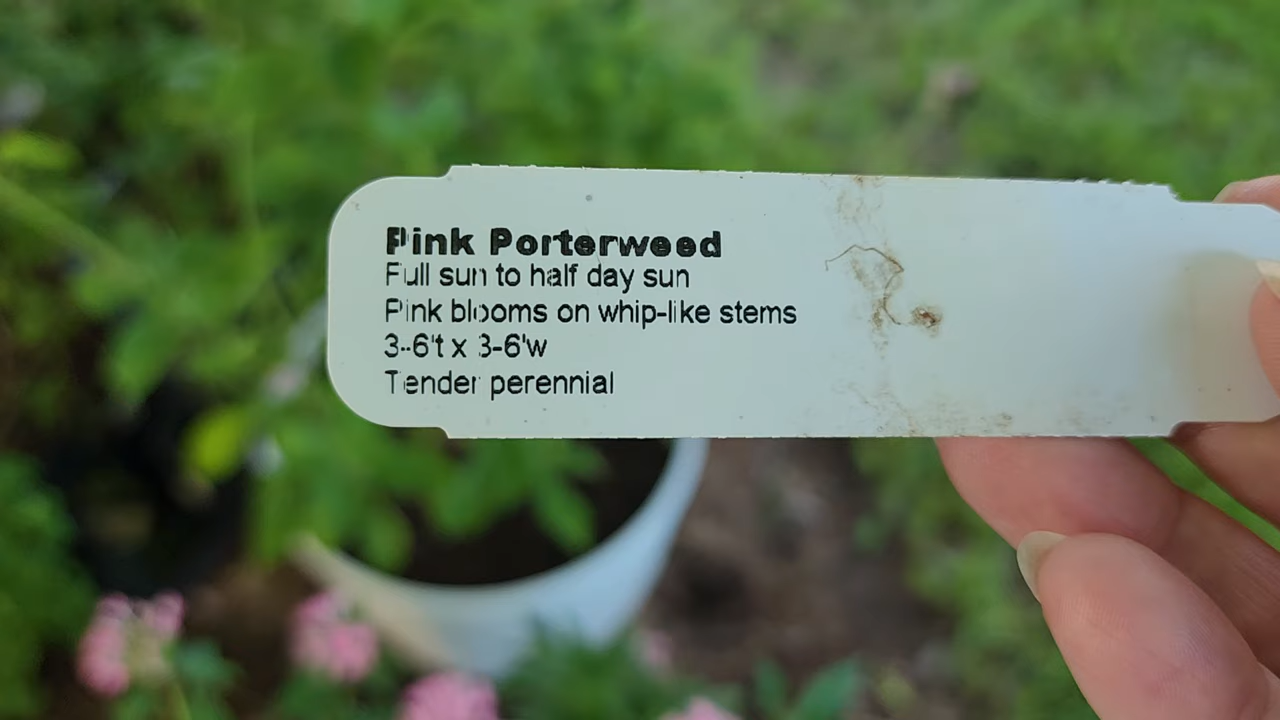 Pink Porterweed
Full sun to half day sun
Pink blooms on whip-like stems
3-6't x 3-6'w
Tender perennial